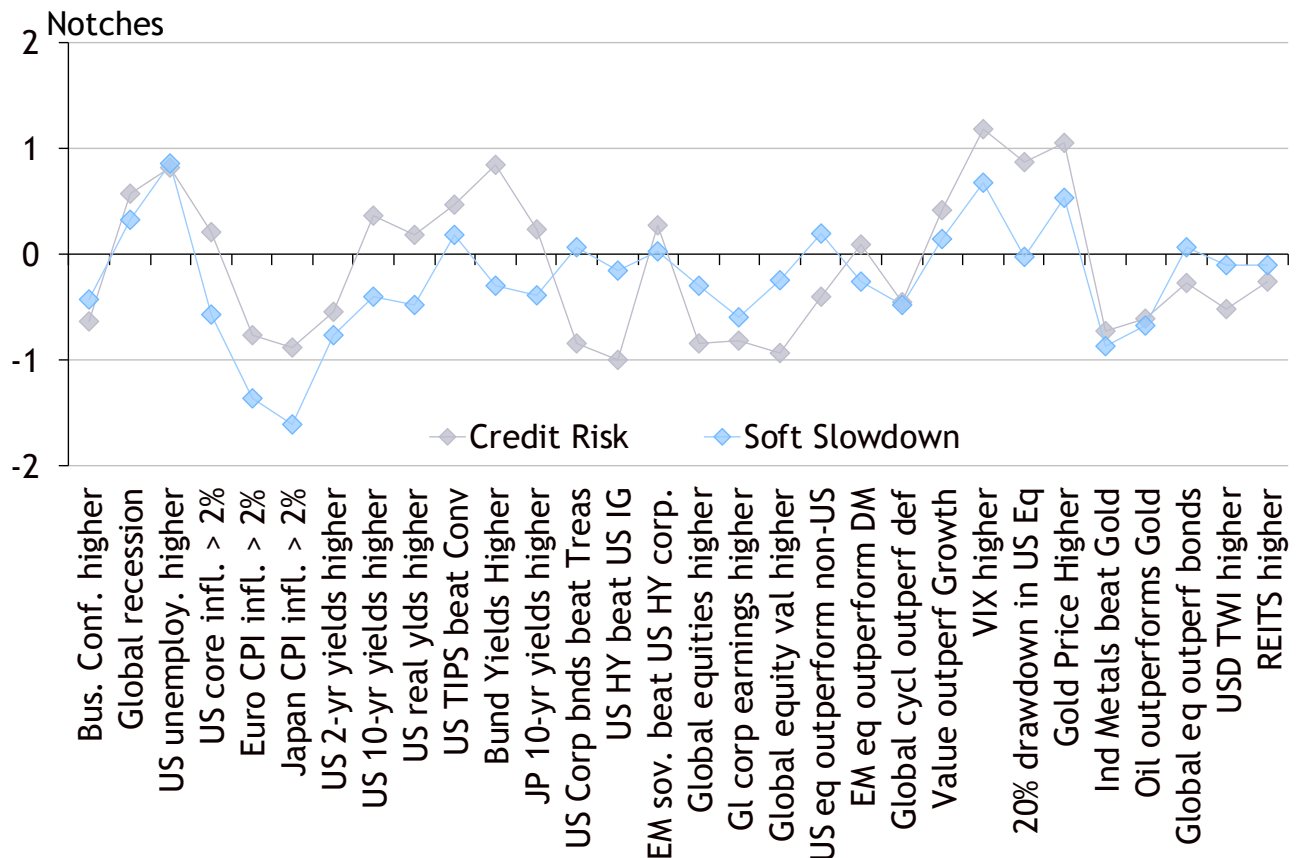 Notches
2
1
0
-1
-2
Credit Risk
Soft Slowdown
Bus. Conf. higher
Global recession
US unemploy. higher
US core infl. > 2%
Euro CPI infl. > 2%
Japan CPI infl. > 2%
US 2-yr yields higher
US 10-yr yields higher
US real ylds higher
US TIPS beat Conv
Bund Yields Higher
JP 10-yr yields higher
US Corp bnds beat Treas
US HY beat US IG
EM sov. beat US HY corp.
Global equities higher
Gl corp earnings higher
Global equity val higher
US eq outperform non-US
EM eq outperform DM
Global cycl outperf def
Value outperf Growth
VIX higher
20% drawdown in US Eq
Gold Price Higher
Ind Metals beat Gold
Oil outperforms Gold
Global eq outperf bonds
USD TWI higher
REITS higher